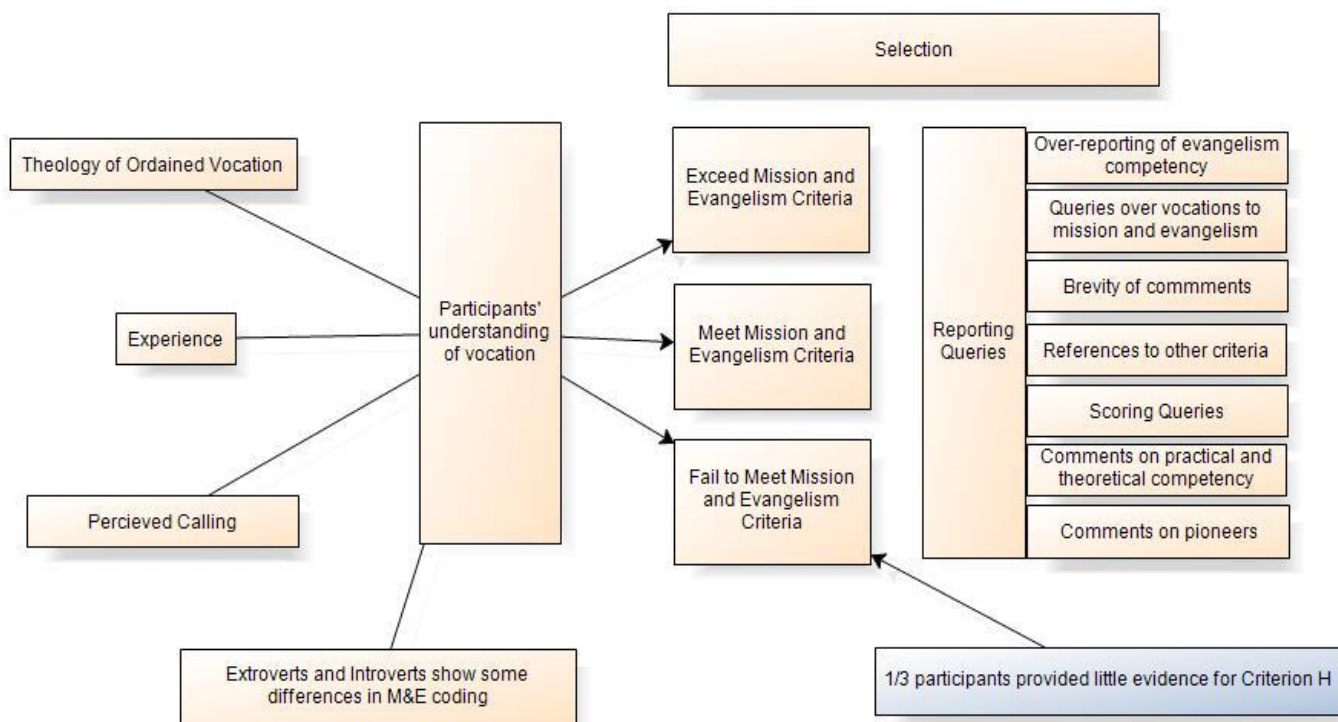 Selection
Theology of Ordained Vocation
Experience
Percieved Calling
Extroverts and Introverts show some
differences in M&E coding
Participants'
understanding
of vocation
Exceed Mission and
Evangelism Criteria
Meet Mission and
Evangelism Criteria
Fail to Meet Mission
and Evangelism
Criteria
Reporting
Queries
Over-reporting of evangelism
competency
Queries over vocations to
mission and evangelism
Brevity of commments
References to other criteria
Scoring Queries
Comments on practical and
theoretical competency
Comments on pioneers
1/3 participants provided little evidence for Criterion H